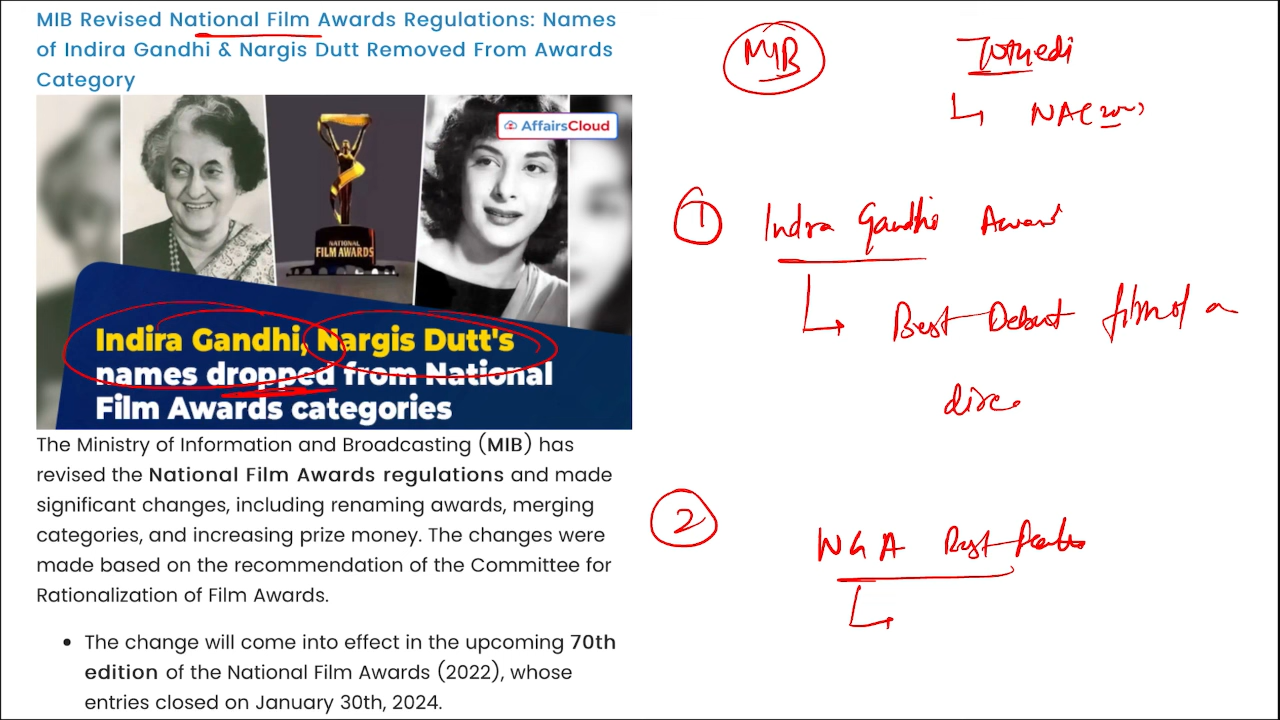 MIB Revised National Film Awards Regulations: Names
of Indira Gandhi & Nargis Dutt Removed From Awards
Category
AffairsCloud
NATIONAL
FILM AWARDS
Indira Gandhi, Nargis Dutt's
names dropped from National
Film Awards categories
The Ministry of Information and Broadcasting (MIB) has
revised the National Film Awards regulations and made
significant changes, including renaming awards, merging
categories, and increasing prize money. The changes were
made based on the recommendation of the Committee for
Rationalization of Film Awards.
• The change will come into effect in the upcoming 70th
edition of the National Film Awards (2022), whose
entries closed on January 30th, 2024.
MIB
1 Indra Gandhi Award
Best Debut film of a
dire
2
Best